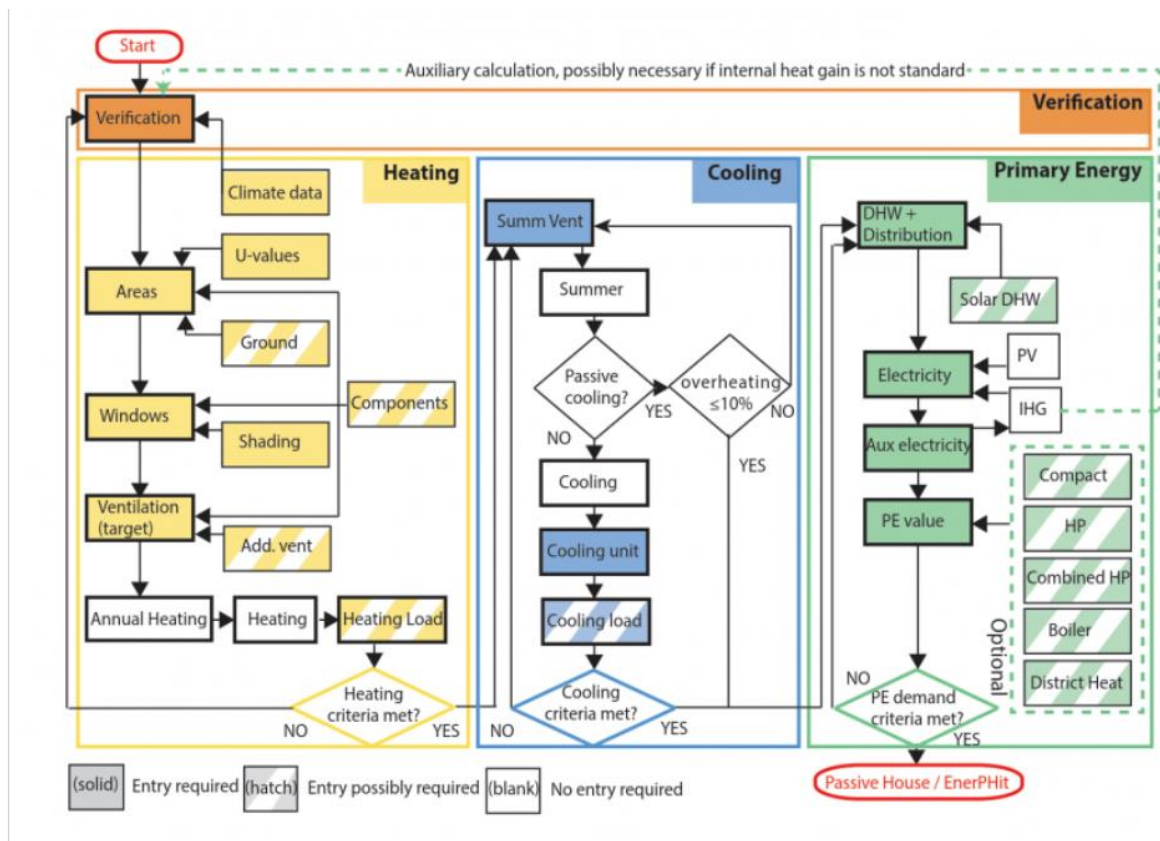 Start
Auxiliary calculation, possibly necessary if internal heat gain is not standard
Verification
Verification
Heating
Climate data
U-values
Areas
Ground
Components
Windows
Shading
Ventilation
(target)
Add. vent
Annual Heating
Heating
Heating Load
Heating
criteria met?
NO
YES
Cooling
Summ Vent
Summer
Passive
cooling?
YES
NO
overheating
≤10%
NO
YES
Cooling
Cooling unit
Cooling load
Cooling
criteria met?
NO
YES
Primary Energy
DHW +
Distribution
Solar DHW
PV
Electricity
IHG
Aux electricity
PE value
Compact
HP
Combined HP
Boiler
District Heat
Optional
NO
PE demand
criteria met?
YES
Passive House / EnerPHit
(solid) Entry required
(hatch) Entry possibly required
(blank) No entry required